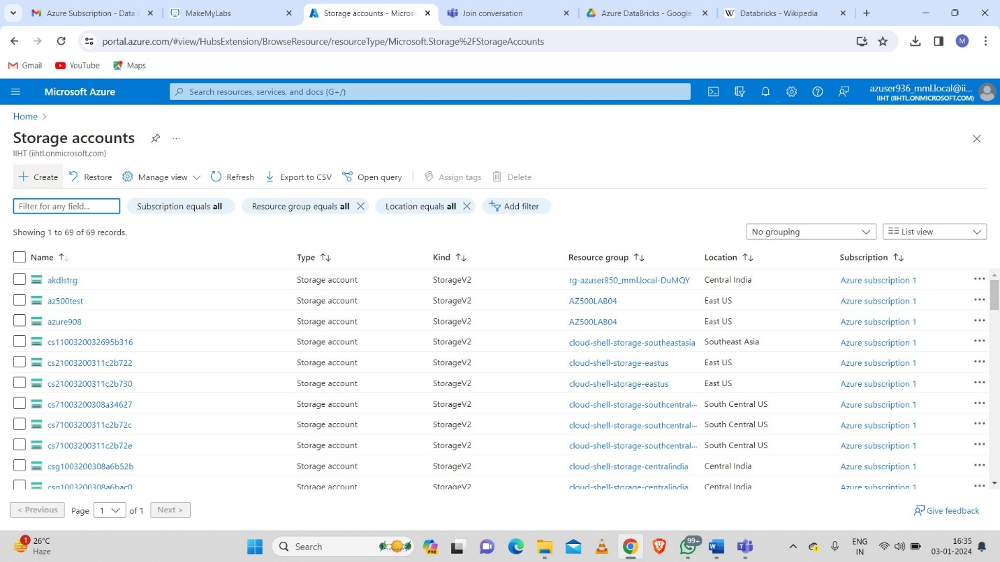 Azure Subscription - Data
MakeMyLabs
Storage accounts - Micros
Join conversation
Azure DataBricks - Google
Databricks - Wikipedia
portal.azure.com/#view/HubsExtension/BrowseResource/resourceType/Microsoft.Storage%2FStorageAccounts
M
Gmail YouTube Maps
Microsoft Azure
Search resources, services, and docs (G+/)
azuser936_mml.local@ii...
IIHT (IIHTL.ONMICROSOFT.COM)
Home >
Storage accounts ...
IIHT (iihtl.onmicrosoft.com)
+ Create Restore Manage view Refresh Export to CSV Open query Assign tags Delete
Filter for any field... Subscription equals all Resource group equals all Location equals all Add filter
Showing 1 to 69 of 69 records.
No grouping List view
Name Type Kind Resource group Location Subscription
akdlstrg Storage account StorageV2 rg-azuser850_mml.local-DuMQY Central India Azure subscription 1 ...
az500test Storage account StorageV2 AZ500LAB04 East US Azure subscription 1 ...
azure908 Storage account StorageV2 AZ500LAB04 East US Azure subscription 1 ...
cs1100320032695b316 Storage account StorageV2 cloud-shell-storage-southeastasia Southeast Asia Azure subscription 1 ...
cs21003200311c2b722 Storage account StorageV2 cloud-shell-storage-eastus East US Azure subscription 1 ...
cs21003200311c2b730 Storage account StorageV2 cloud-shell-storage-eastus East US Azure subscription 1 ...
cs71003200308a34627 Storage account StorageV2 cloud-shell-storage-southcentral... South Central US Azure subscription 1 ...
cs71003200311c2b72c Storage account StorageV2 cloud-shell-storage-southcentral... South Central US Azure subscription 1 ...
cs71003200311c2b72e Storage account StorageV2 cloud-shell-storage-southcentral... South Central US Azure subscription 1 ...
csg1003200308a6b52b Storage account StorageV2 cloud-shell-storage-centralindia Central India Azure subscription 1 ...
csg1003200308a6bac0 Storage account StorageV2 cloud-shell-storage-centralindia Central India Azure subscription 1 ...
< Previous Page 1 of 1 Next >
Give feedback
1
26°C
Haze
Search
PRE
99+
ENG
IN
16:35
03-01-2024